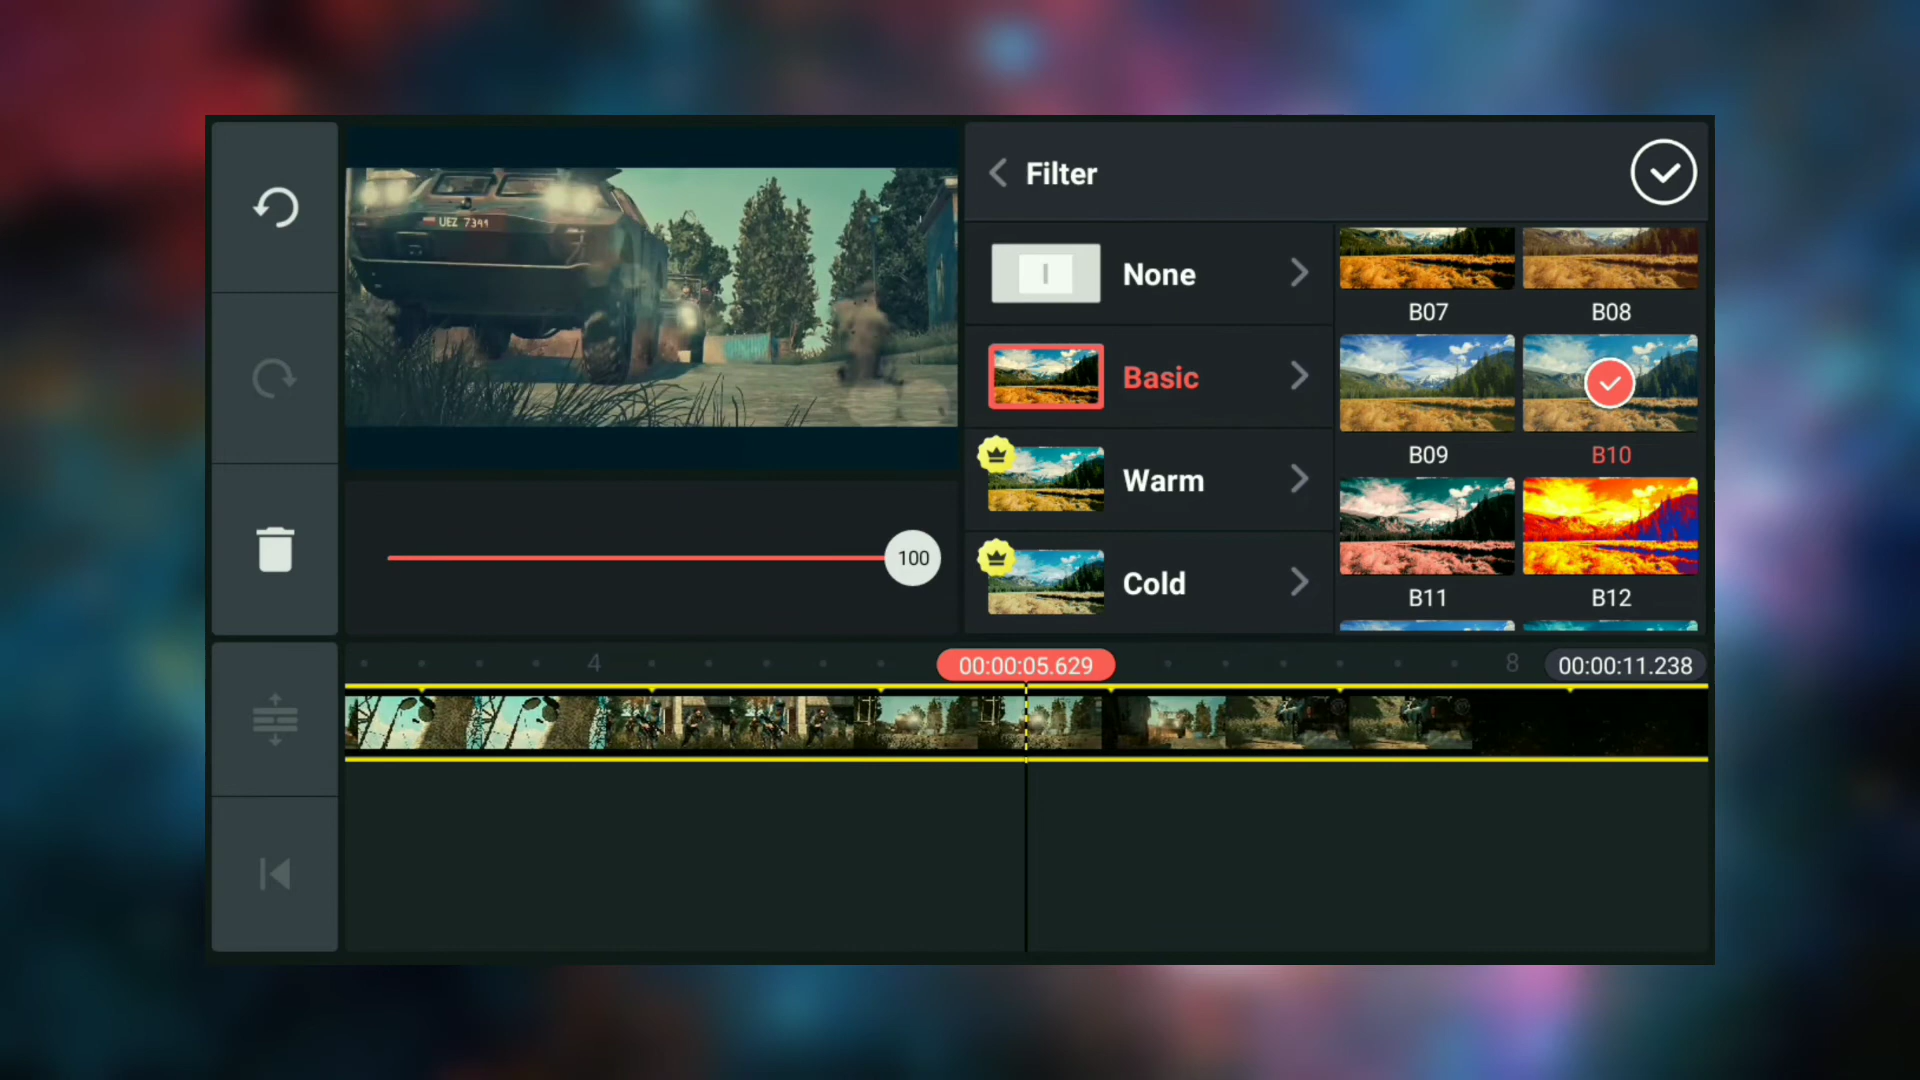 UEZ 7341
Filter
None
Basic
Warm
Cold
B07
B08
B09
B10
B11
B12
100
4
00:00:05.629
8
00:00:11.238